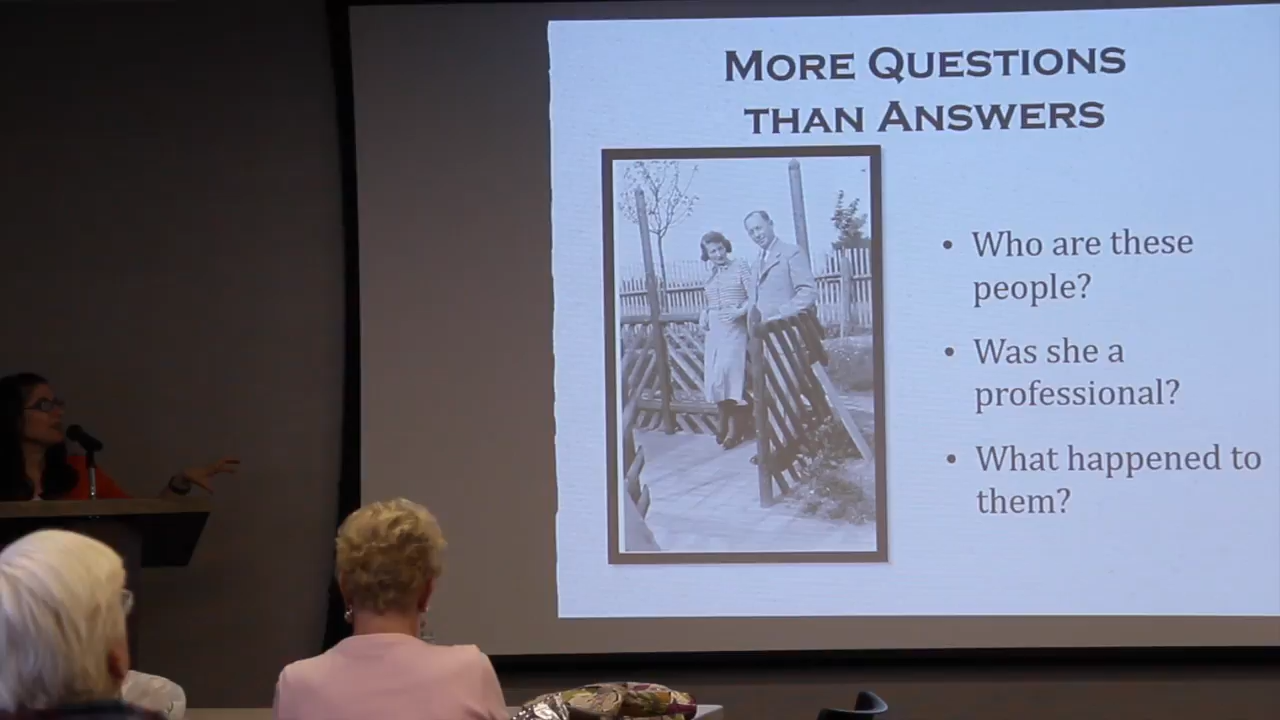 MORE QUESTIONS
THAN ANSWERS
• Who are these
people?
• Was she a
professional?
• What happened to
them?